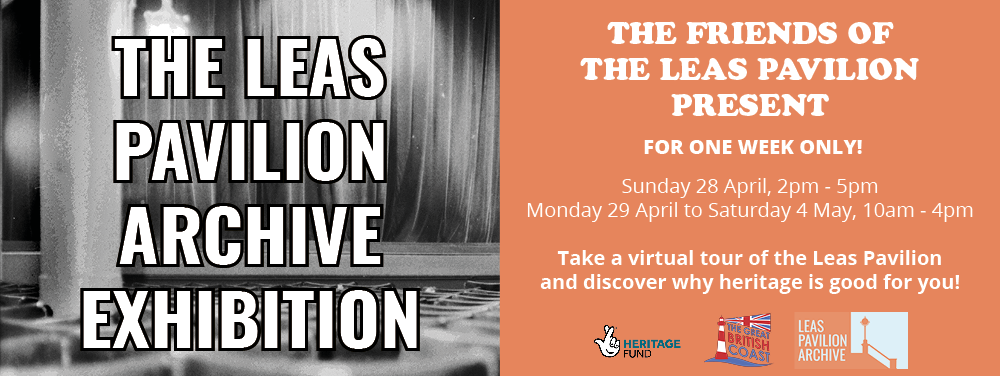 THE LEAS
PAVILION
ARCHIVE
EXHIBITION
THE FRIENDS OF
THE LEAS PAVILION
PRESENT
FOR ONE WEEK ONLY!
Sunday 28 April, 2pm - 5pm
Monday 29 April to Saturday 4 May, 10am - 4pm
Take a virtual tour of the Leas Pavilion
and discover why heritage is good for you!
HERITAGE
FUND
THE GREAT
BRITISH
COAST
LEAS
PAVILION
ARCHIVE